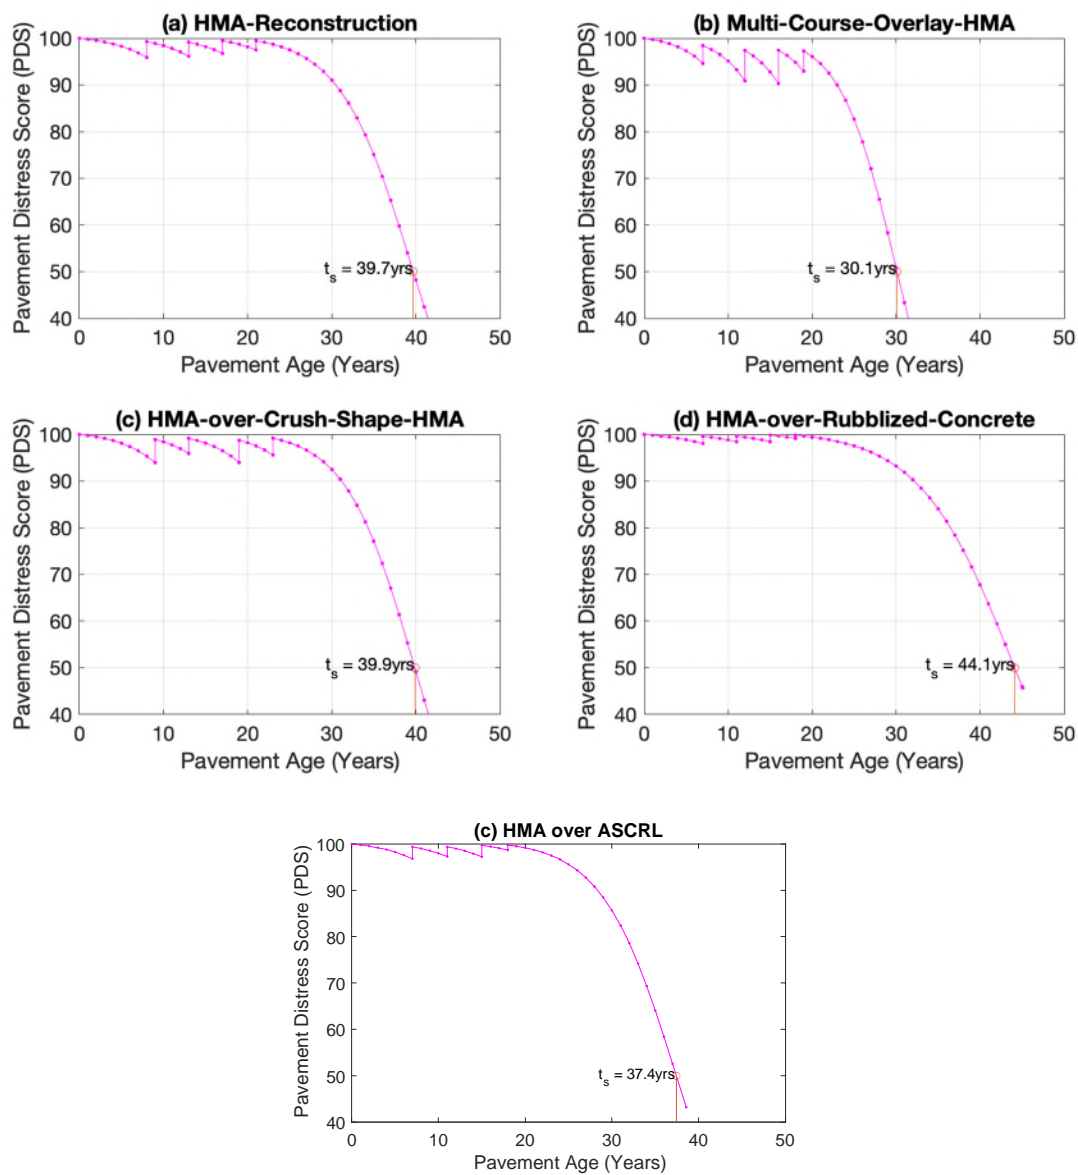 (a) HMA-Reconstruction
Pavement Distress Score (PDS)
100
90
80
70
60
50
40
t_s = 39.7yrs
0 10 20 30 40 50
Pavement Age (Years)
(b) Multi-Course-Overlay-HMA
Pavement Distress Score (PDS)
100
90
80
70
60
50
40
t_s = 30.1yrs
0 10 20 30 40 50
Pavement Age (Years)
(c) HMA-over-Crush-Shape-HMA
Pavement Distress Score (PDS)
100
90
80
70
60
50
40
t_s = 39.9yrs
0 10 20 30 40 50
Pavement Age (Years)
(d) HMA-over-Rubblized-Concrete
Pavement Distress Score (PDS)
100
90
80
70
60
50
40
t_s = 44.1yrs
0 10 20 30 40 50
Pavement Age (Years)
(c) HMA over ASCRL
Pavement Distress Score (PDS)
100
90
80
70
60
50
40
t_s = 37.4yrs
0 10 20 30 40 50
Pavement Age (Years)